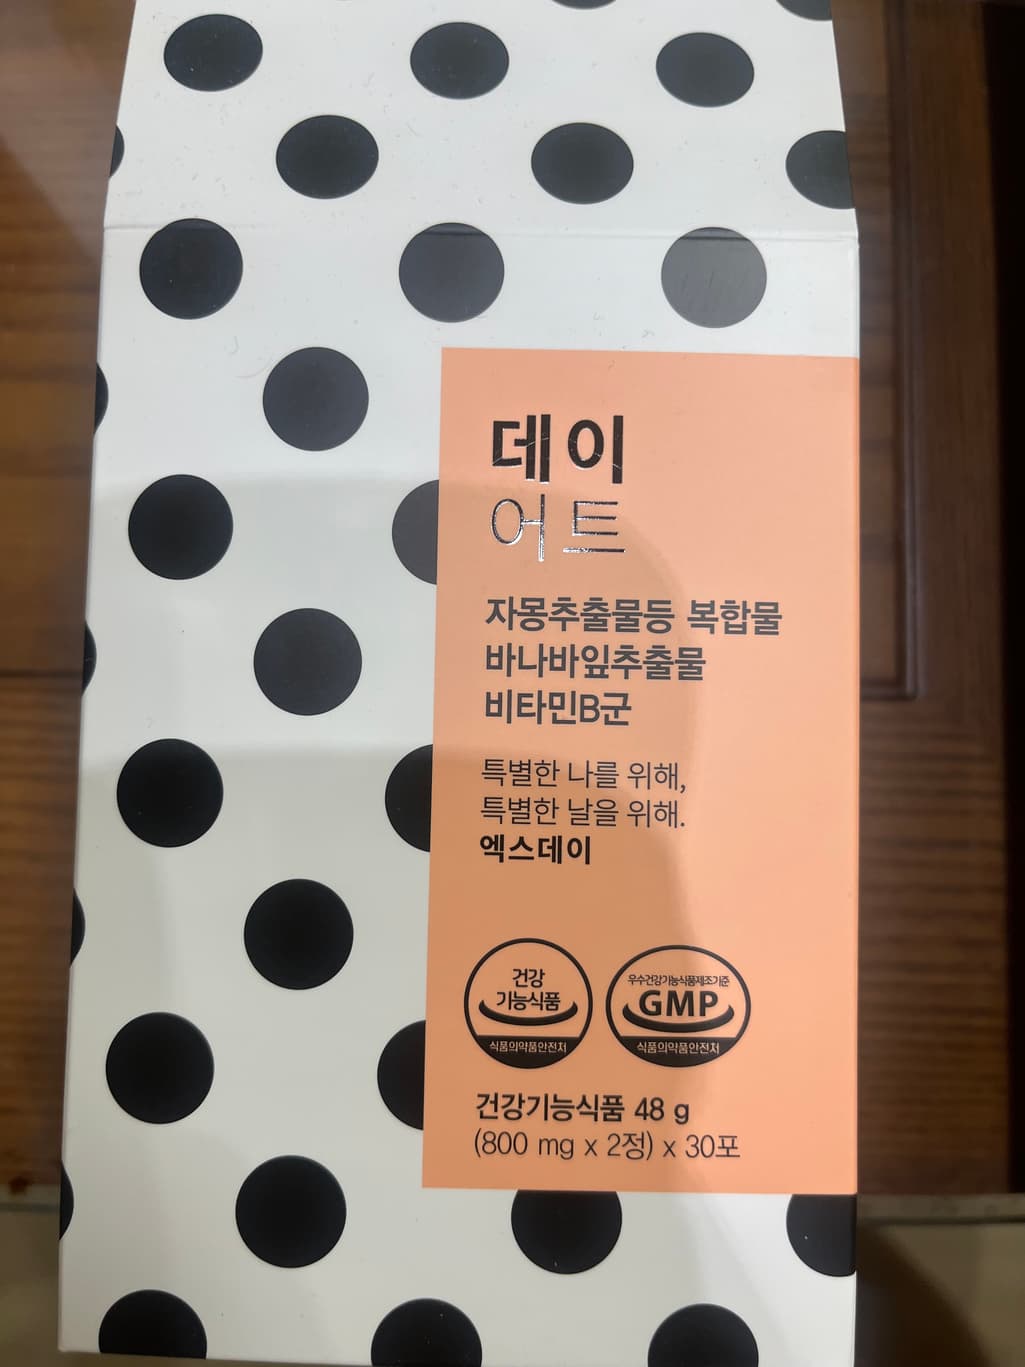 데이
어트
자몽추출물등 복합물
바나바잎추출물
비타민B군
특별한 나를 위해,
특별한 날을 위해.
엑스데이
건강
기능식품
식품의약품안전처
우수건강기능식품제조기준
GMP
식품의약품안전처
건강기능식품 48 g
(800 mg x 2정) x 30포